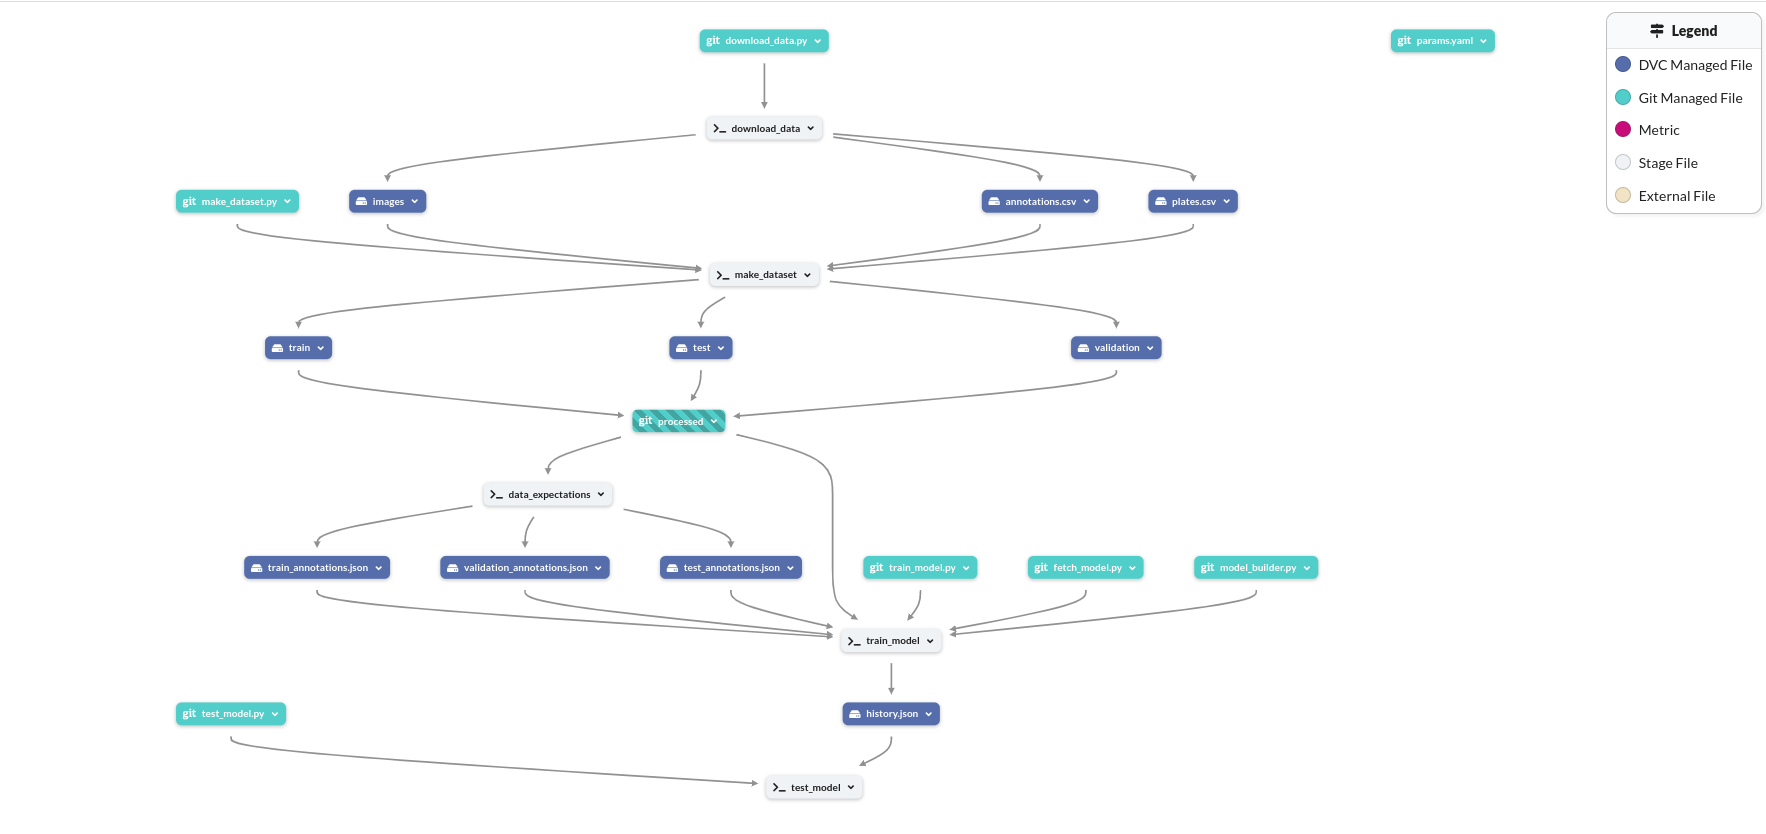 git download_data.py
git params.yaml
Legend
DVC Managed File
Git Managed File
Metric
Stage File
External File
>_ download_data
git make_dataset.py
images
annotations.csv
plates.csv
>_ make_dataset
train
test
validation
git processed
>_ data_expectations
train_annotations.json
validation_annotations.json
test_annotations.json
git train_model.py
git fetch_model.py
git model_builder.py
>_ train_model
git test_model.py
history.json
>_ test_model